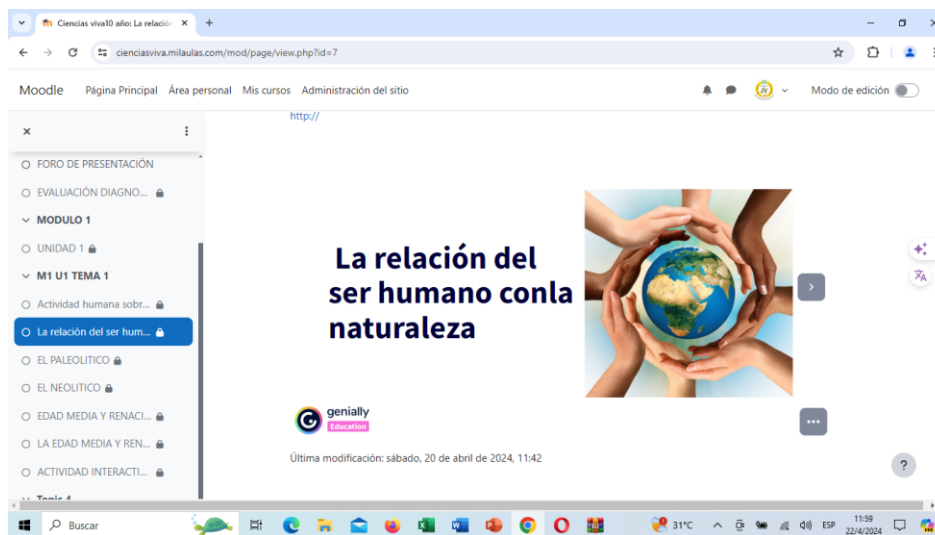 Ciencias viva10 año: La relació
cienciasviva.milaulas.com/mod/page/view.php?id=7
Moodle Página Principal Área personal Mis cursos Administración del sitio Modo de edición
http://
FORO DE PRESENTACIÓN
EVALUACIÓN DIAGNO...
MODULO 1
UNIDAD 1
M1 U1 TEMA 1
Actividad humana sobr...
La relación del ser hum...
EL PALEOLITICO
EL NEOLITICO
EDAD MEDIA Y RENACI...
LA EDAD MEDIA Y REN...
ACTIVIDAD INTERACTI...
Topic 4
La relación del
ser humano conla
naturaleza
genially
Education
Última modificación: sábado, 20 de abril de 2024, 11:42
?
Buscar
31°C
ESP
11:59
22/4/2024